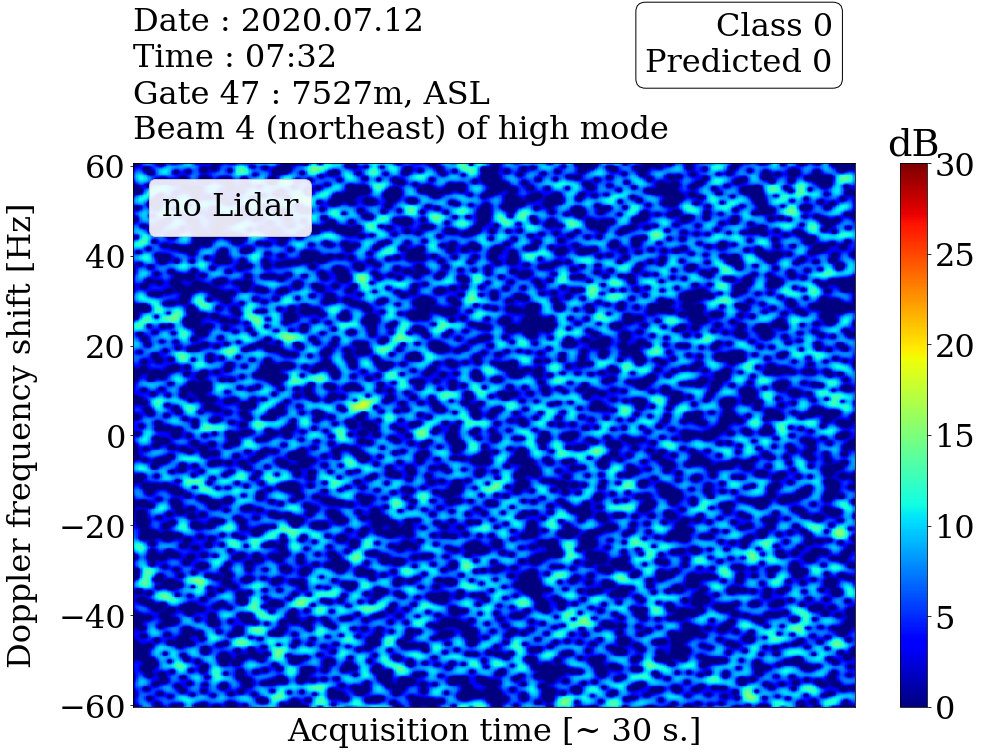 Date : 2020.07.12
Time : 07:32
Gate 47 : 7527m, ASL
Beam 4 (northeast) of high mode
Class 0
Predicted 0
dB
no Lidar
Doppler frequency shift [Hz]
60
40
20
0
−20
−40
−60
Acquisition time [~ 30 s.]
30
25
20
15
10
5
0